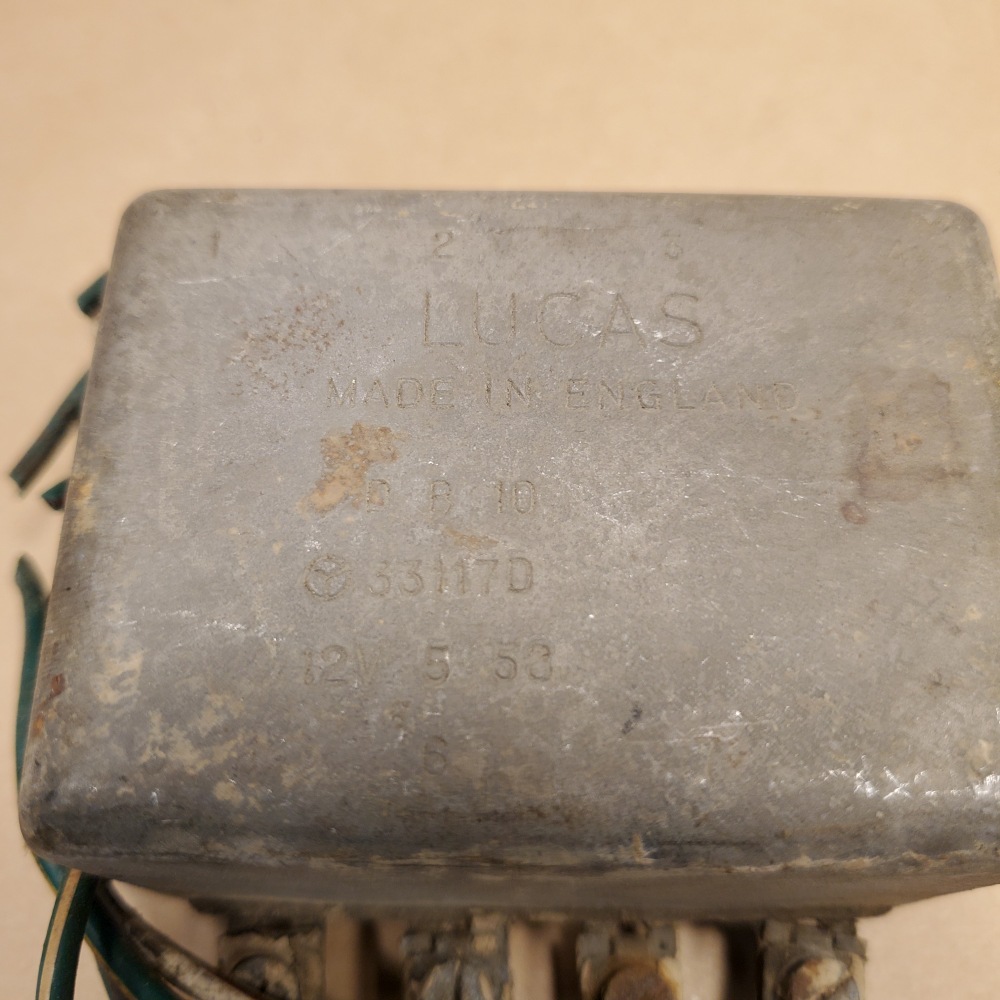 1 2 3
LUCAS
MADE IN ENGLAND
D B 10
33117D
12V 5 53
6